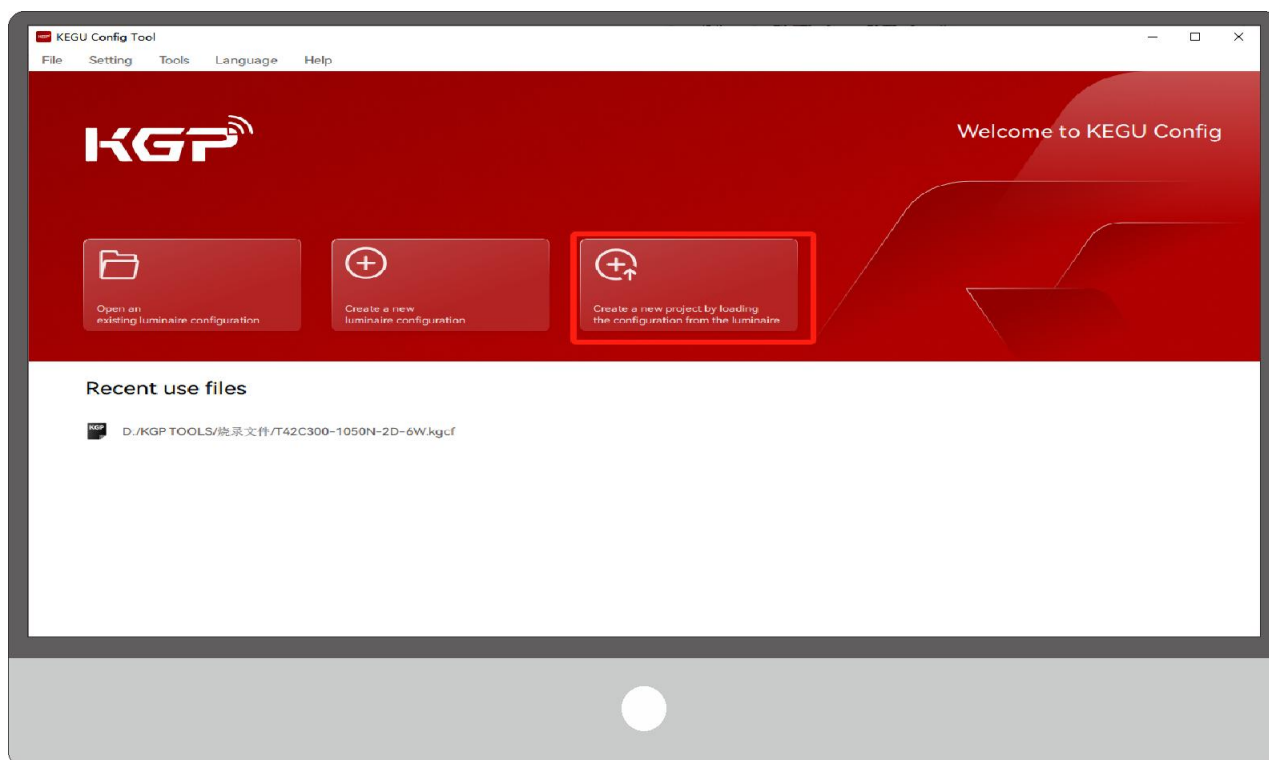 KEGU Config Tool
File Setting Tools Language Help
KGP
Welcome to KEGU Config
Open an
existing luminaire configuration
Create a new
luminaire configuration
Create a new project by loading
the configuration from the luminaire
Recent use files
KGP D./KGP TOOLS/烧录文件/T42C300-1050N-2D-6W.kgcf